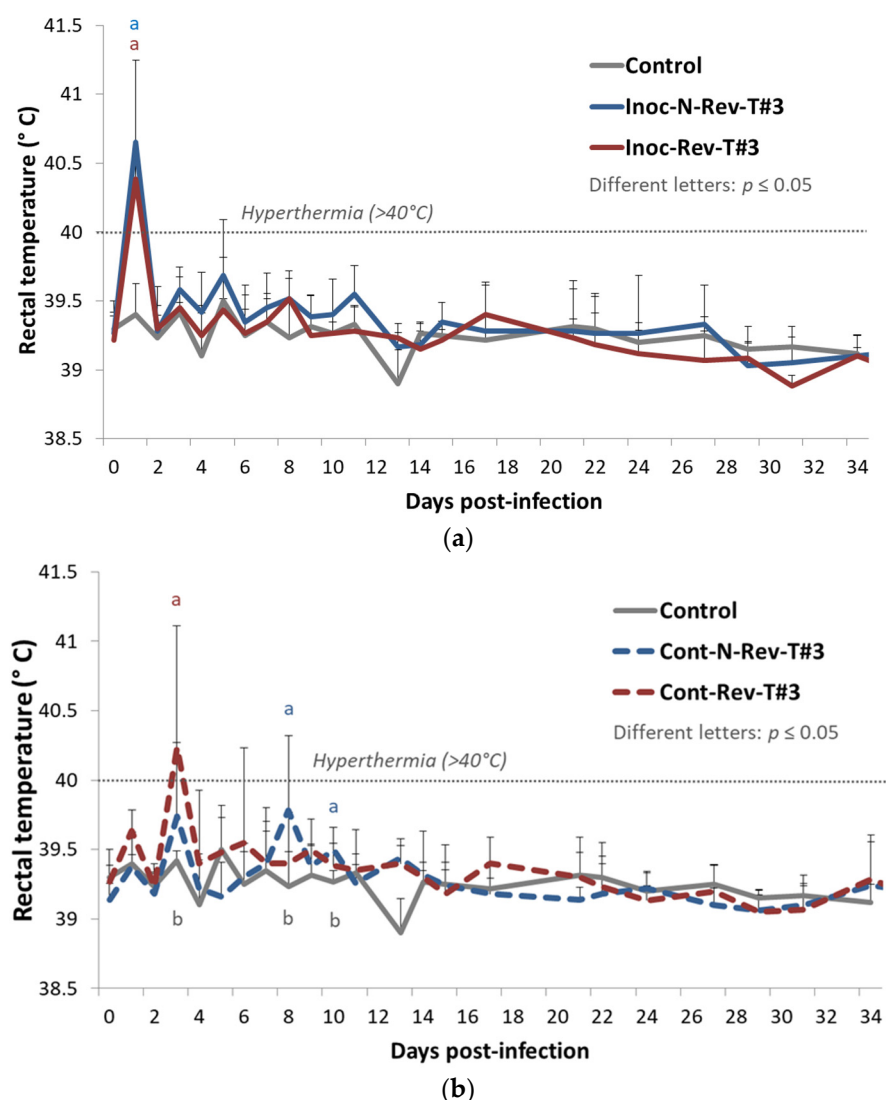 a
a
41.5
41
40.5
40
39.5
39
38.5
Rectal temperature (° C)
Control
Inoc-N-Rev-T#3
Inoc-Rev-T#3
Different letters: p ≤ 0.05
Hyperthermia (>40°C)
0 2 4 6 8 10 12 14 16 18 20 22 24 26 28 30 32 34
Days post-infection
(a)
41.5
41
40.5
40
39.5
39
38.5
Rectal temperature (° C)
a
Control
Cont-N-Rev-T#3
Cont-Rev-T#3
a
Different letters: p ≤ 0.05
Hyperthermia (>40°C)
a
b b b
0 2 4 6 8 10 12 14 16 18 20 22 24 26 28 30 32 34
Days post-infection
(b)